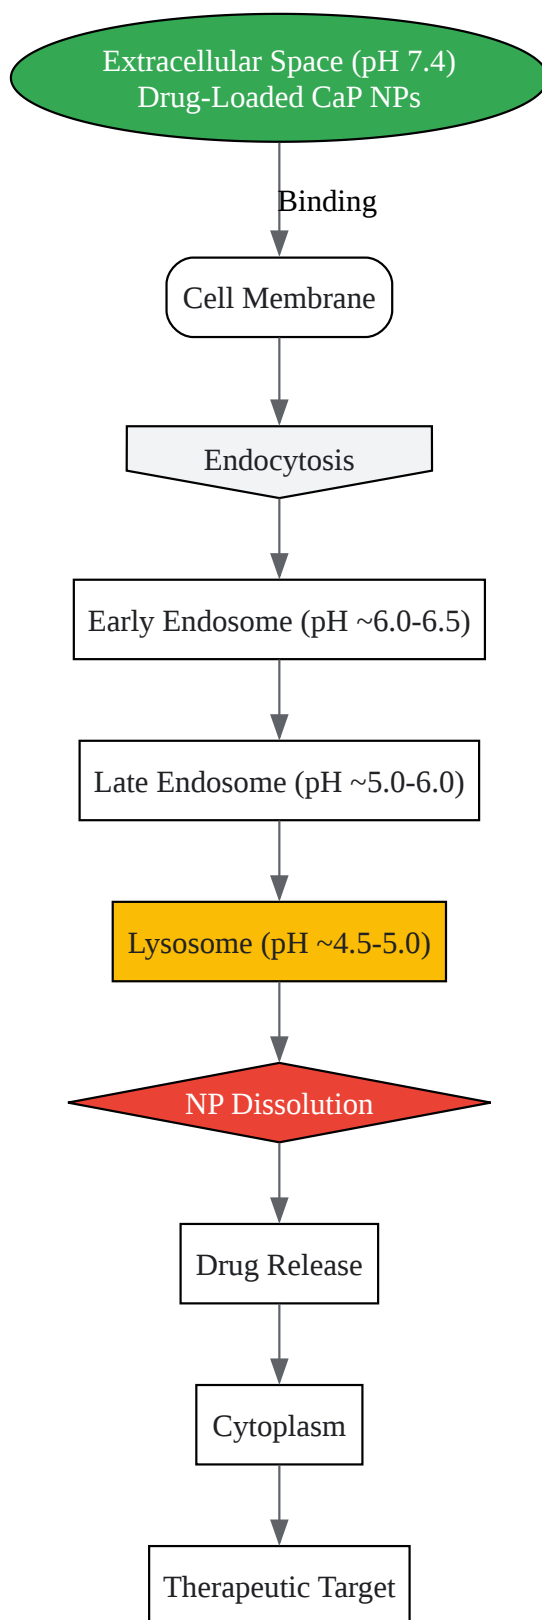 Extracellular Space (pH 7.4)
Drug-Loaded CaP NPs
Binding
Cell Membrane
Endocytosis
Early Endosome (pH ~6.0-6.5)
Late Endosome (pH ~5.0-6.0)
Lysosome (pH ~4.5-5.0)
NP Dissolution
Drug Release
Cytoplasm
Therapeutic Target